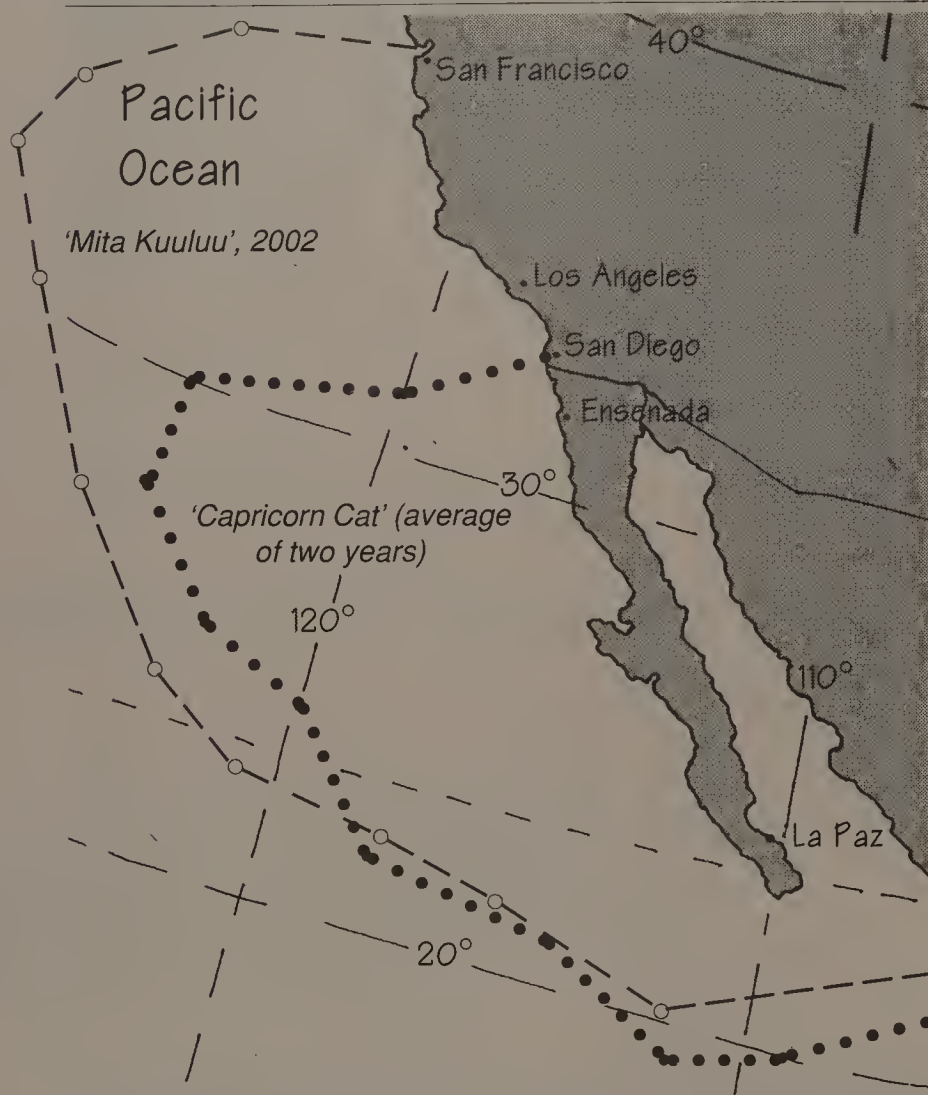 40°
San Francisco
Pacific
Ocean
'Mita Kuuluu', 2002
Los Angeles
San Diego
Ensenada
30°
'Capricorn Cat' (average
of two years)
120°
110°
La Paz
20°